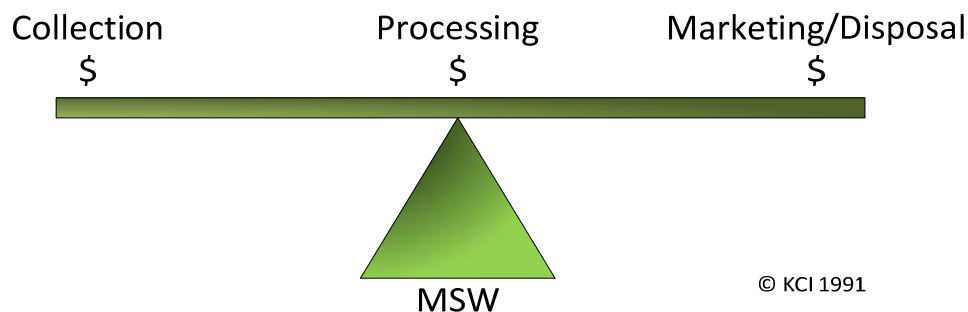 Collection Processing Marketing/Disposal
$ $ $
MSW
© KCI 1991